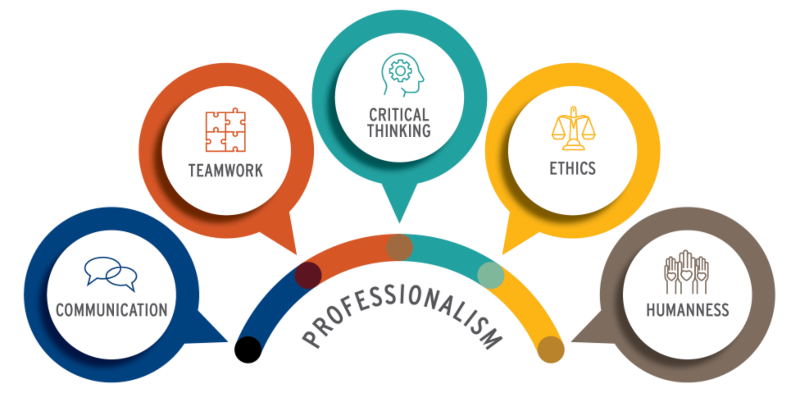 COMMUNICATION
TEAMWORK
CRITICAL
THINKING
ETHICS
HUMANNESS
PROFESSIONALISM